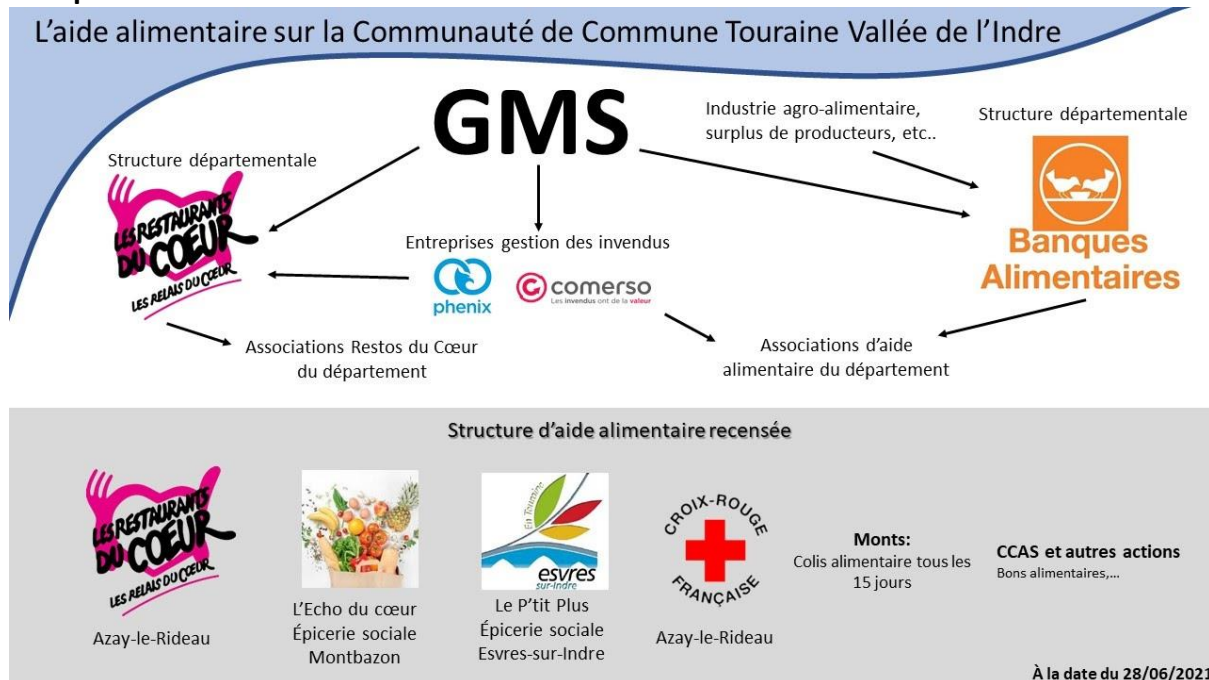 L'aide alimentaire sur la Communauté de Commune Touraine Vallée de l'Indre
GMS
Industrie agro-alimentaire,
surplus de producteurs, etc..
Structure départementale
Structure départementale
LES RESTAURANTS
DU CŒUR
LES RELAIS DU CŒUR
Entreprises gestion des invendus
phenix
comerso
Les invendus ont de la valeur
Banques
Alimentaires
Associations Restos du Cœur
du département
Associations d'aide
alimentaire du département
Structure d'aide alimentaire recensée
LES RESTAURANTS
DU CŒUR
LES RELAIS DU CŒUR
Azay-le-Rideau
L'Echo du cœur
Épicerie sociale
Montbazon
En Touraine
esvres
sur-Indre
Le P'tit Plus
Épicerie sociale
Esvres-sur-Indre
CROIX-ROUGE
FRANÇAISE
Azay-le-Rideau
Monts:
Colis alimentaire tous les
15 jours
CCAS et autres actions
Bons alimentaires,...
À la date du 28/06/2021